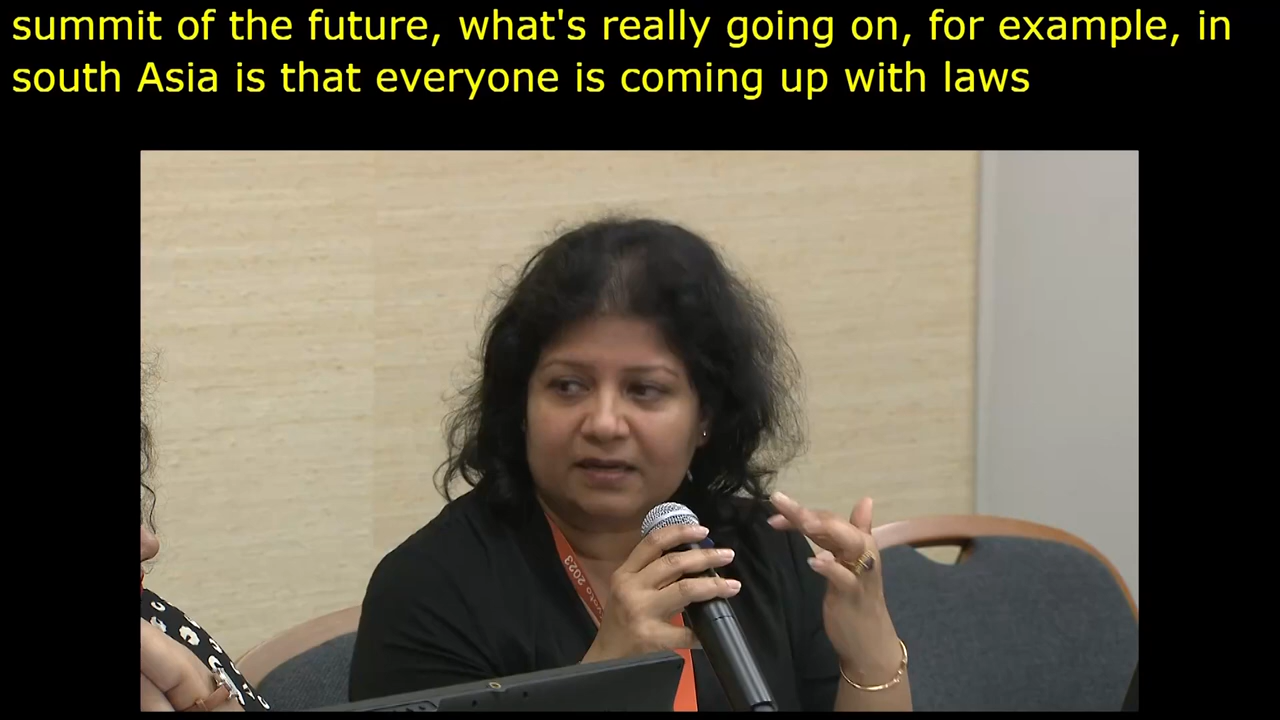 summit of the future, what's really going on, for example, in
south Asia is that everyone is coming up with laws
2023